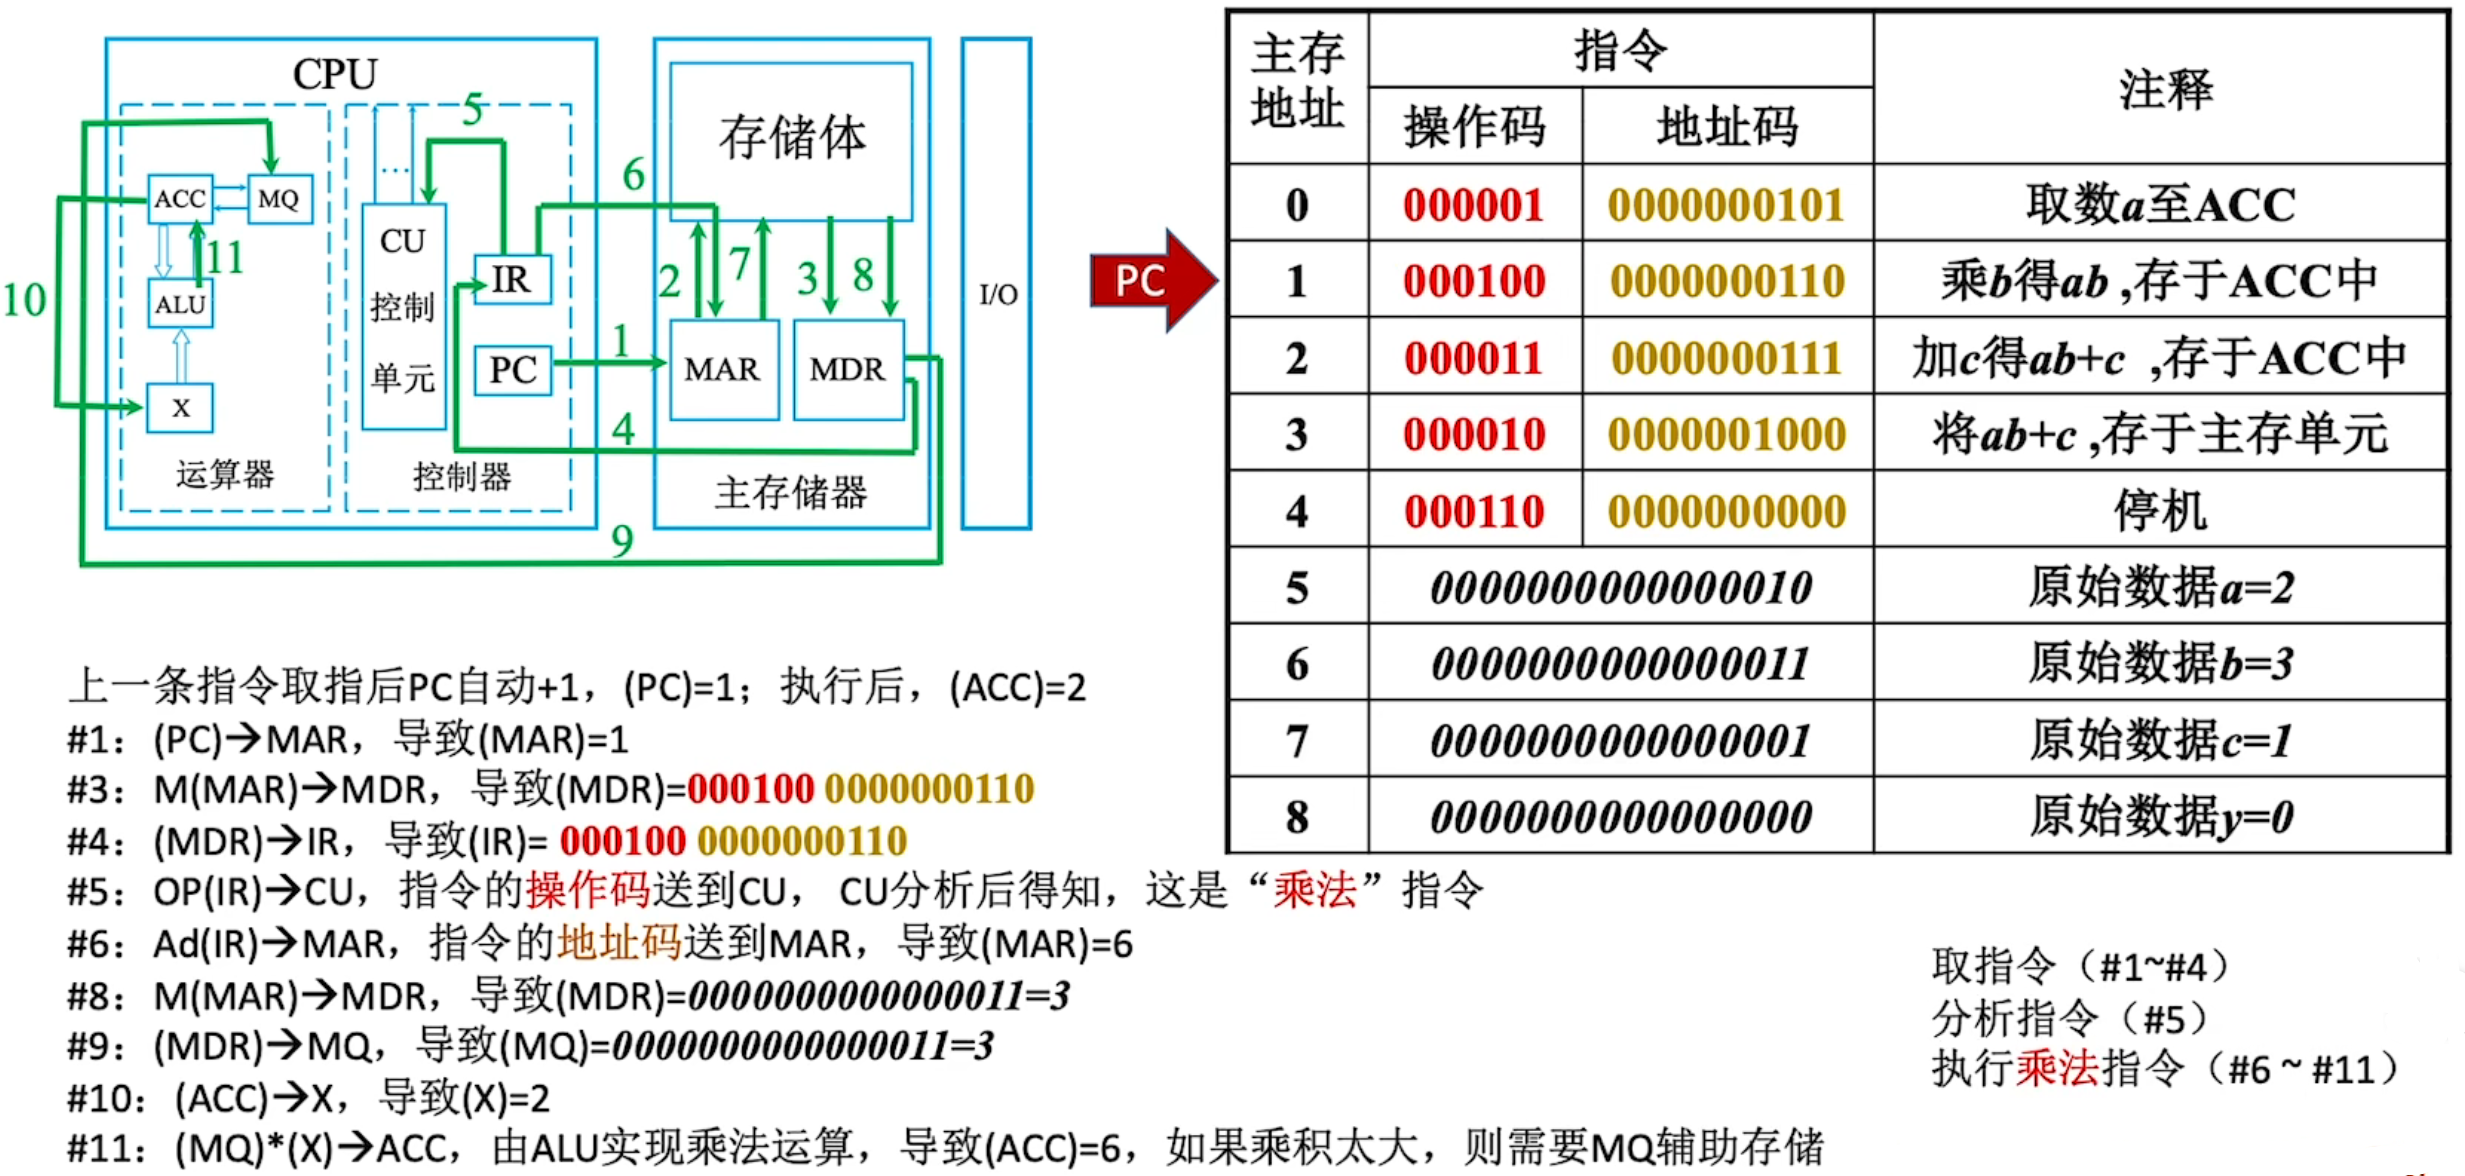 CPU
5
存储体
6
...
ACC
MQ
CU
控制
单元
IR
PC
11
ALU
10
2
7
3
8
I/O
1
MAR
MDR
X
4
运算器
控制器
主存储器
9
PC
主存地址 指令 注释
操作码 地址码
0 000001 0000000101 取数a至ACC
1 000100 0000000110 乘b得ab ,存于ACC中
2 000011 0000000111 加c得ab+c ,存于ACC中
3 000010 0000001000 将ab+c ,存于主存单元
4 000110 0000000000 停机
5 0000000000000010 原始数据a=2
6 0000000000000011 原始数据b=3
7 0000000000000001 原始数据c=1
8 0000000000000000 原始数据y=0
上一条指令取指后PC自动+1，(PC)=1；执行后，(ACC)=2
#1：(PC)→MAR，导致(MAR)=1
#3：M(MAR)→MDR，导致(MDR)=000100 0000000110
#4：(MDR)→IR，导致(IR)= 000100 0000000110
#5：OP(IR)→CU，指令的操作码送到CU，CU分析后得知，这是“乘法”指令
#6：Ad(IR)→MAR，指令的地址码送到MAR，导致(MAR)=6
#8：M(MAR)→MDR，导致(MDR)=0000000000000011=3
#9：(MDR)→MQ，导致(MQ)=0000000000000011=3
#10：(ACC)→X，导致(X)=2
#11：(MQ)*(X)→ACC，由ALU实现乘法运算，导致(ACC)=6，如果乘积太大，则需要MQ辅助存储
取指令（#1~#4）
分析指令（#5）
执行乘法指令（#6 ~ #11）